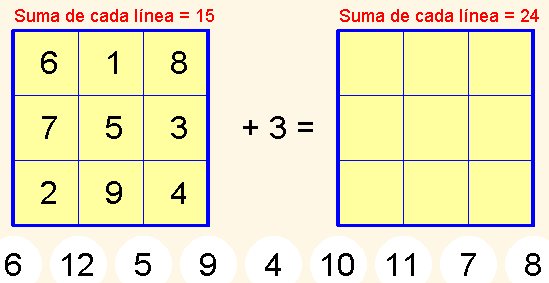 Suma de cada línea = 15
Suma de cada línea = 24
6 1 8
7 5 3
+ 3 =
2 9 4
6 12 5 9 4 10 11 7 8